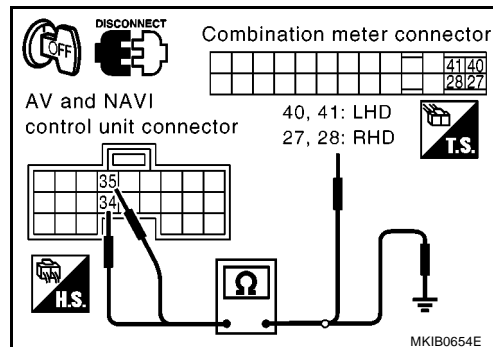 OFF
DISCONNECT
Combination meter connector
41 40
28 27
AV and NAVI
control unit connector
40, 41: LHD
27, 28: RHD
T.S.
35
34
H.S.
Ω
MKIB0654E